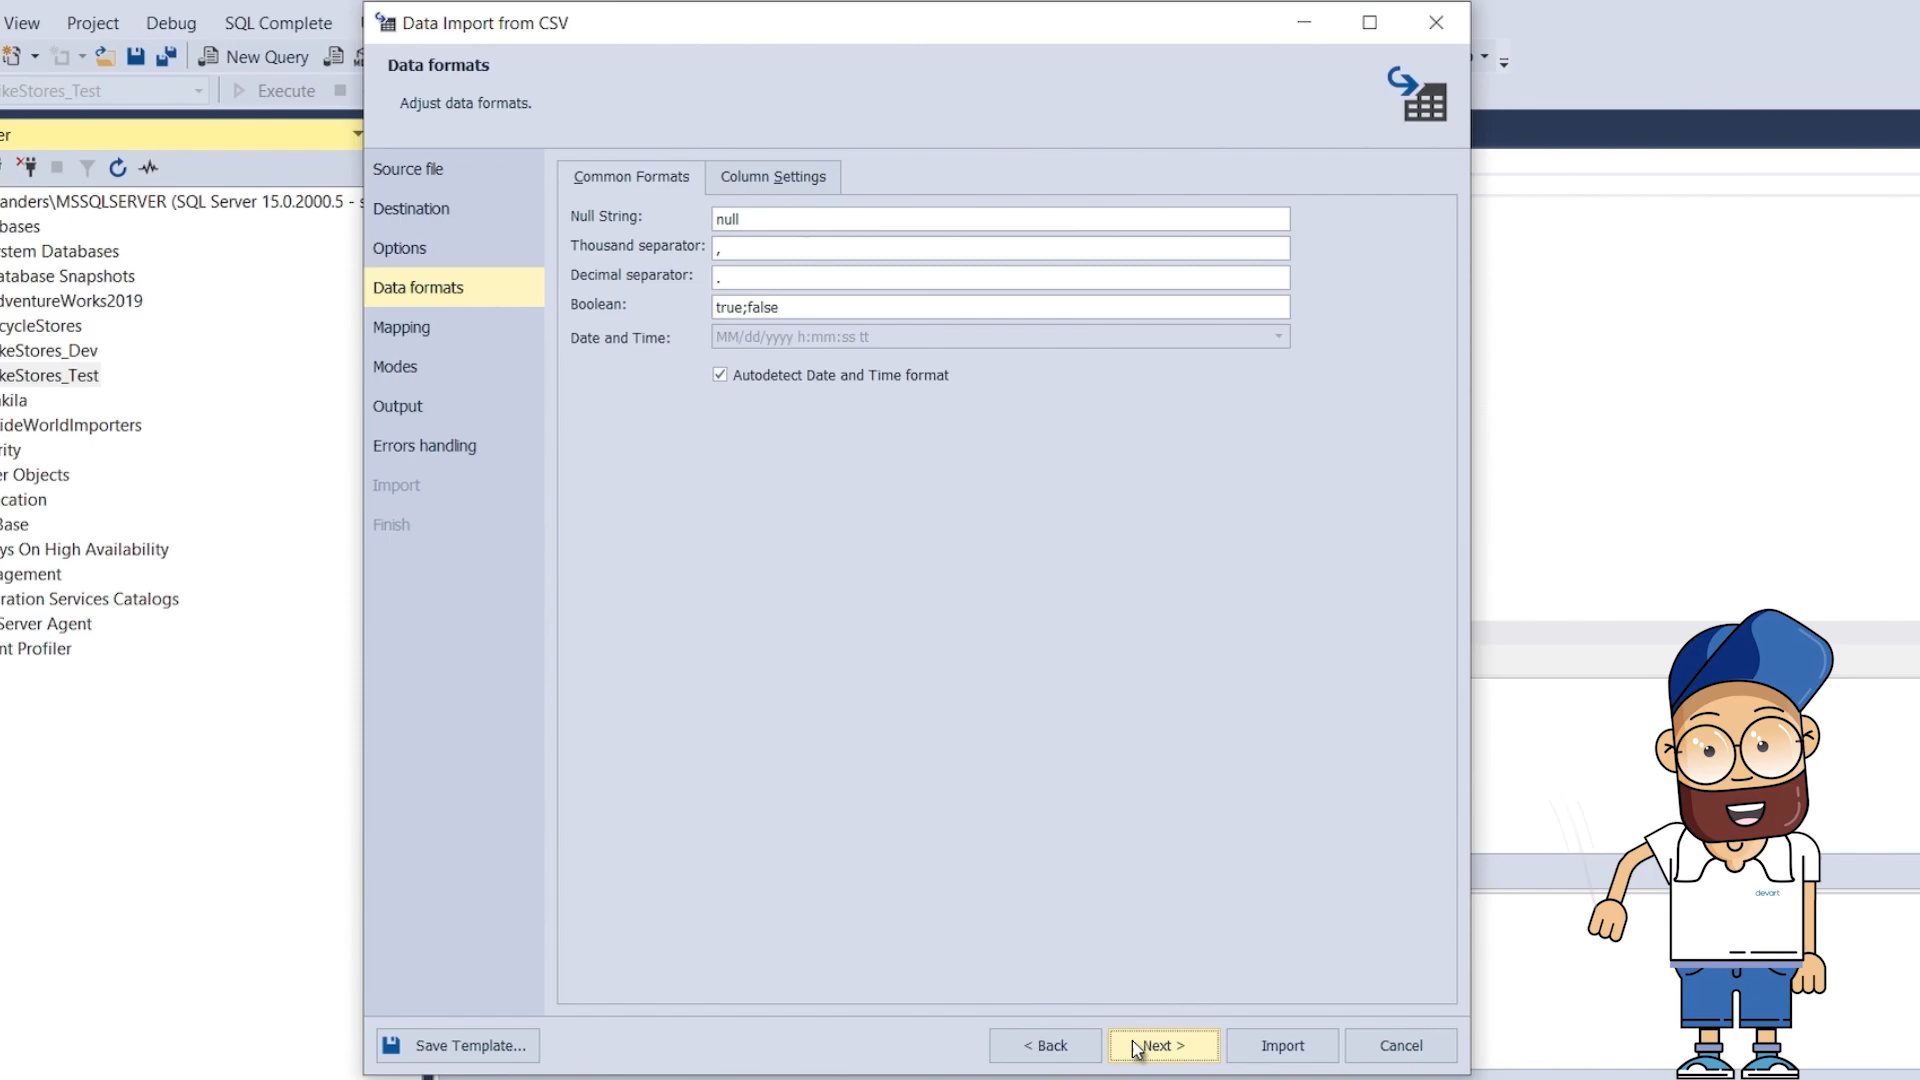 View Project Debug SQL Complete
New Query
keStores_Test
Execute
er
anders\MSSQLSERVER (SQL Server 15.0.2000.5 - s
bases
stem Databases
atabase Snapshots
dventureWorks2019
cycleStores
keStores_Dev
keStores_Test
kila
ideWorldImporters
rity
er Objects
cation
Base
ys On High Availability
agement
ration Services Catalogs
Server Agent
nt Profiler
Data Import from CSV
Data formats
Adjust data formats.
Source file
Destination
Options
Data formats
Mapping
Modes
Output
Errors handling
Import
Finish
Common Formats Column Settings
Null String: null
Thousand separator: ,
Decimal separator: .
Boolean: true;false
Date and Time: MM/dd/yyyy h:mm:ss tt
Autodetect Date and Time format
Save Template... < Back Next > Import Cancel
devart